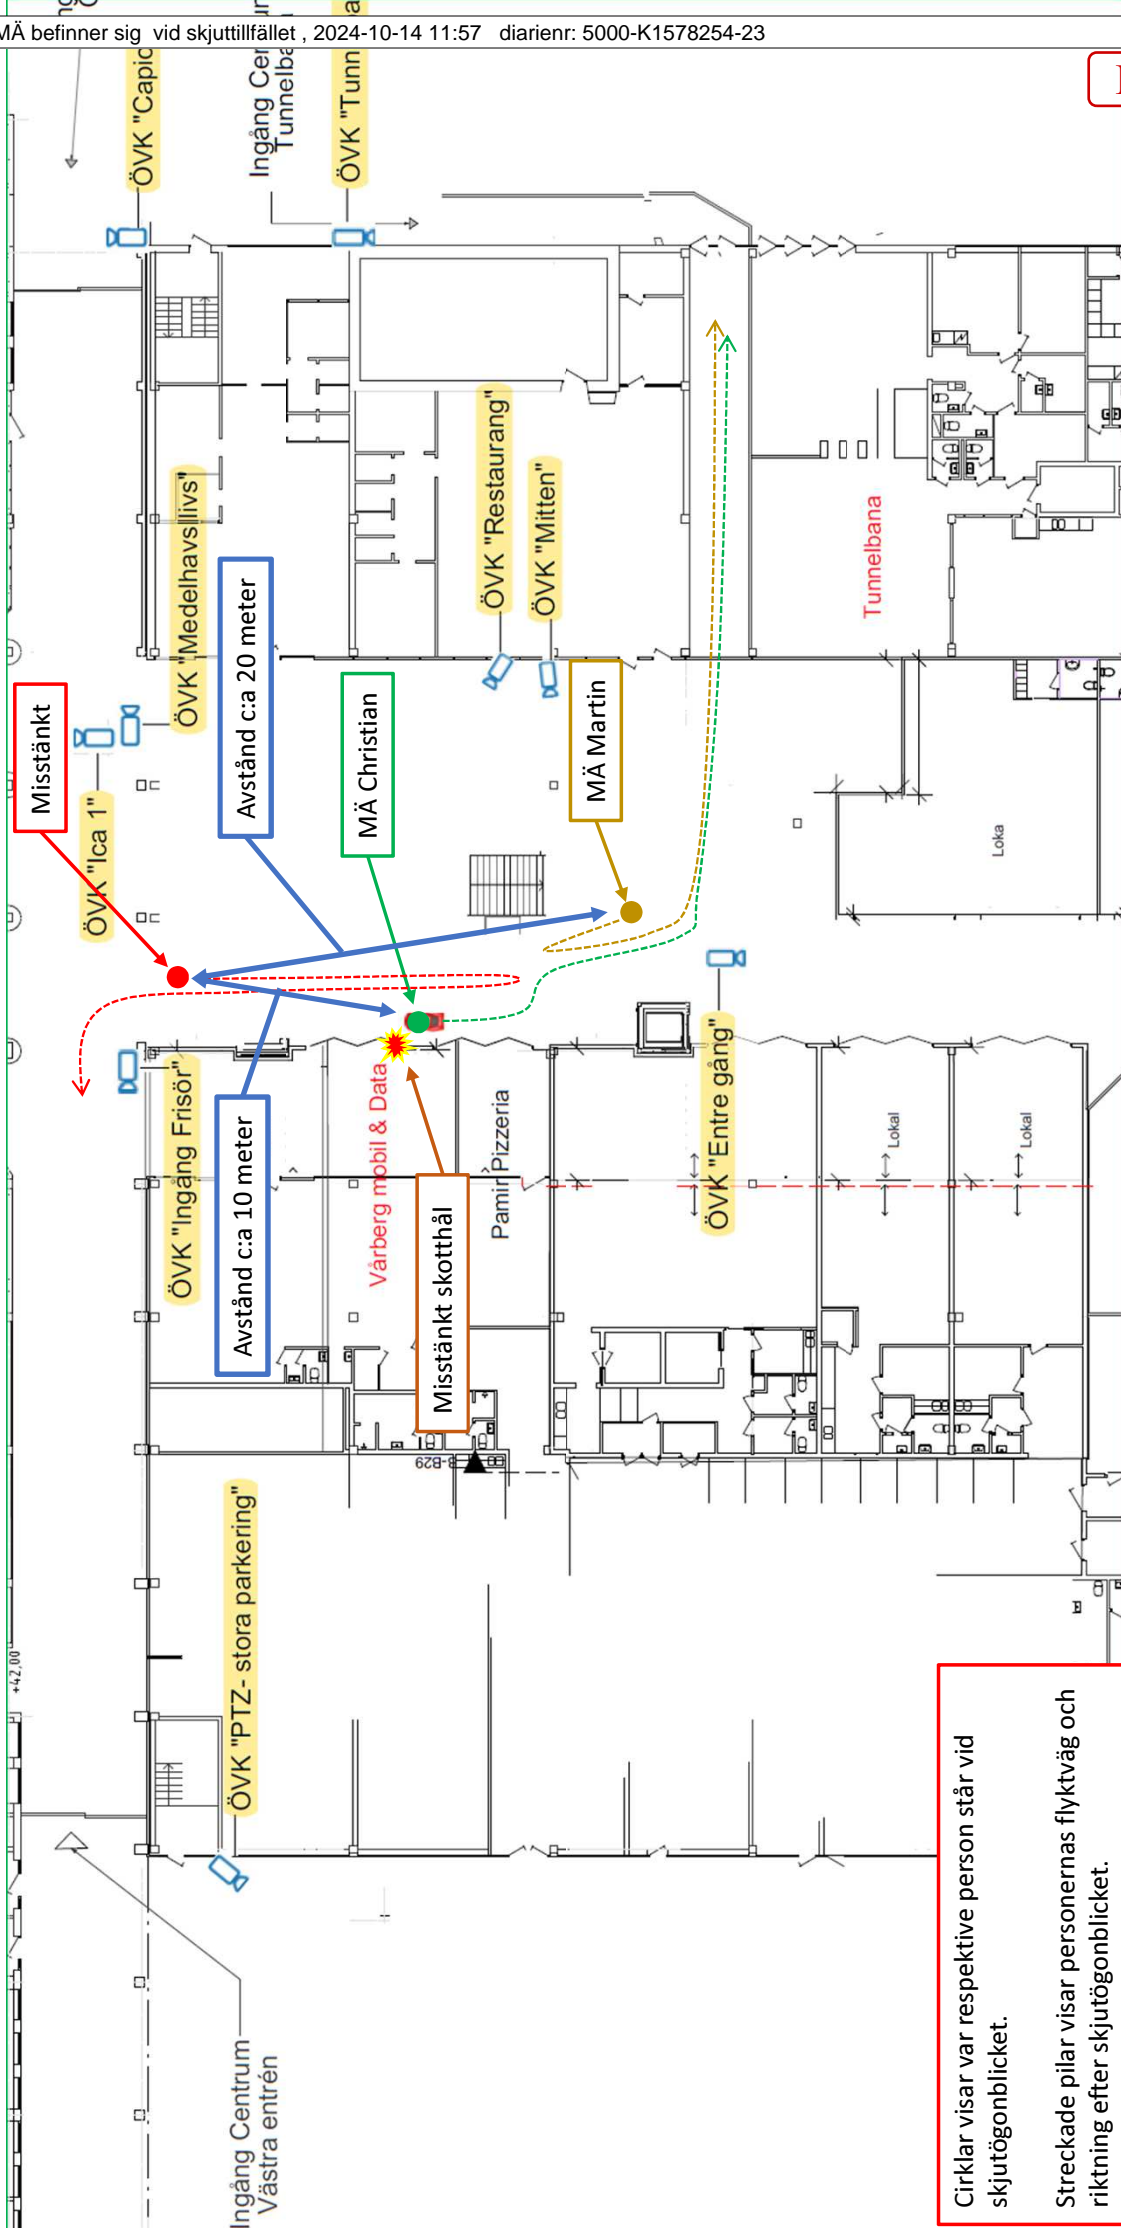 MÄ befinner sig vid skjuttillfället , 2024-10-14 11:57 diarienr: 5000-K1578254-23
ÖVK "Capic
Ingång Cen
Tunnelba
ÖVK "Tunn
ÖVK "Medelhavslivs"
ÖVK "Restaurang"
ÖVK "Mitten"
Tunnelbana
Misstänkt
Avstånd c:a 20 meter
MÄ Christian
MÄ Martin
ÖVK "Ica 1"
Loka
ÖVK "Ingång Frisör"
Avstånd c:a 10 meter
Vårberg mobil & Data
Misstänkt skotthål
Pamir Pizzeria
ÖVK "Entre gång"
Lokal
Lokal
B-B29
ÖVK "PTZ- stora parkering"
+42,00
Ingång Centrum
Västra entrén
Cirklar visar var respektive person står vid
skjutögonblicket.
Streckade pilar visar personernas flyktväg och
riktning efter skjutögonblicket.